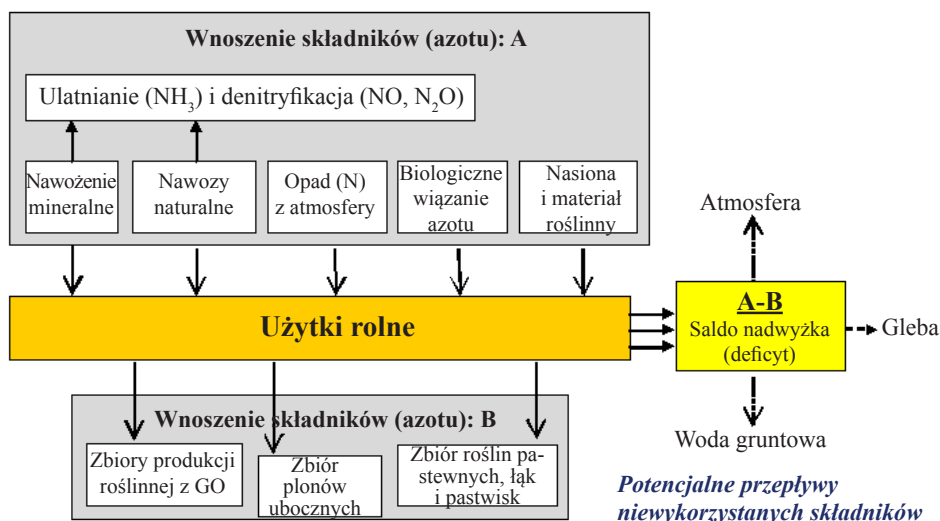 Wnoszenie składników (azotu): A
Ulatnianie (NH3) i denitryfikacja (NO, N2O)
Nawożenie
mineralne
Nawozy
naturalne
Opad (N)
z atmosfery
Biologiczne
wiązanie
azotu
Nasiona
i materiał
roślinny
Atmosfera
Użytki rolne
A-B
Saldo nadwyżka
(deficyt)
Gleba
Woda gruntowa
Wnoszenie składników (azotu): B
Zbiory produkcji
roślinnej z GO
Zbiór
plonów
ubocznych
Zbiór roślin pa-
stewnych, łąk
i pastwisk
Potencjalne przepływy
niewykorzystanych składników